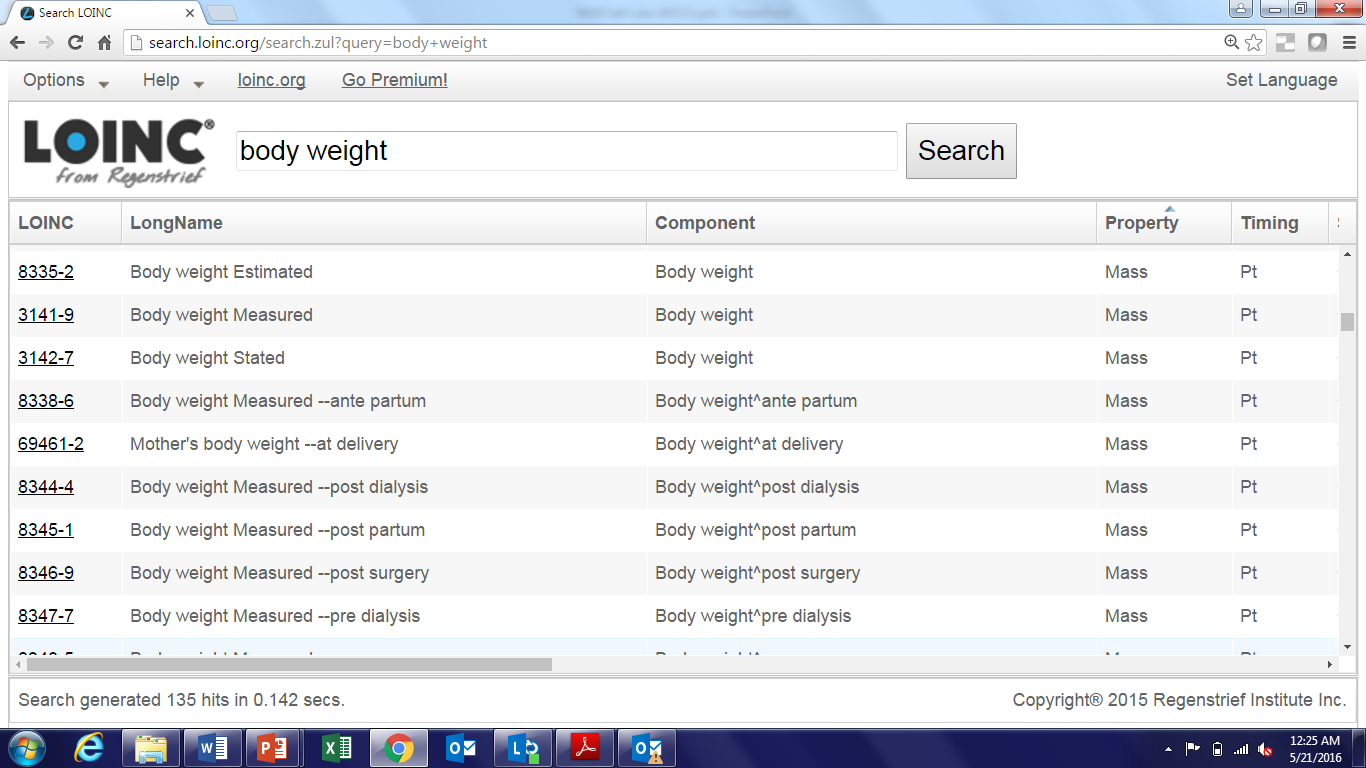 Search LOINC
search.loinc.org/search.zul?query=body+weight
Options Help loinc.org Go Premium! Set Language
LOINC®
from Regenstrief
body weight Search
LOINC LongName Component Property Timing
8335-2 Body weight Estimated Body weight Mass Pt
3141-9 Body weight Measured Body weight Mass Pt
3142-7 Body weight Stated Body weight Mass Pt
8338-6 Body weight Measured --ante partum Body weight^ante partum Mass Pt
69461-2 Mother's body weight --at delivery Body weight^at delivery Mass Pt
8344-4 Body weight Measured --post dialysis Body weight^post dialysis Mass Pt
8345-1 Body weight Measured --post partum Body weight^post partum Mass Pt
8346-9 Body weight Measured --post surgery Body weight^post surgery Mass Pt
8347-7 Body weight Measured --pre dialysis Body weight^pre dialysis Mass Pt
Search generated 135 hits in 0.142 secs. Copyright® 2015 Regenstrief Institute Inc.
12:25 AM
5/21/2016